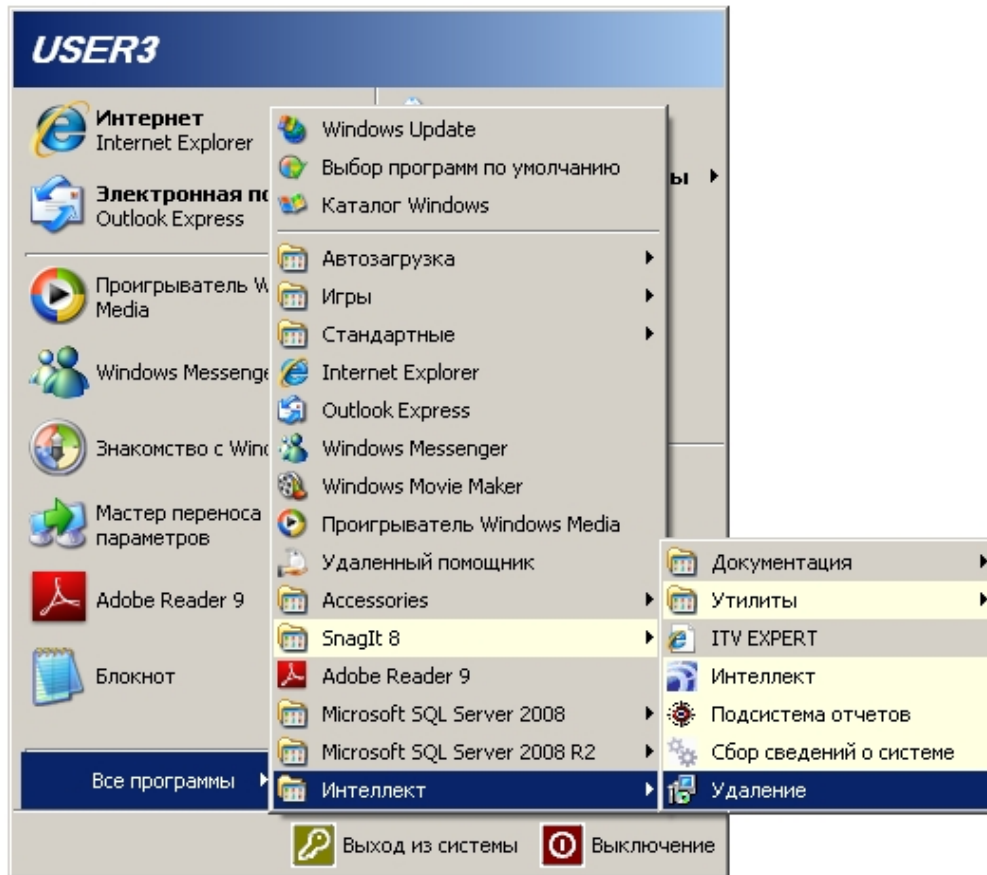 USER3
Интернет
Internet Explorer
Электронная по
Outlook Express
Проигрыватель W
Media
Windows Messenge
Знакомство с Wind
Мастер переноса
параметров
Adobe Reader 9
Блокнот
Все программы
ы
Windows Update
Выбор программ по умолчанию
Каталог Windows
Автозагрузка
Игры
Стандартные
Internet Explorer
Outlook Express
Windows Messenger
Windows Movie Maker
Проигрыватель Windows Media
Удаленный помощник
Accessories
SnagIt 8
Adobe Reader 9
Microsoft SQL Server 2008
Microsoft SQL Server 2008 R2
Интеллект
Документация
Утилиты
ITV EXPERT
Интеллект
Подсистема отчетов
Сбор сведений о системе
Удаление
Выход из системы
Выключение